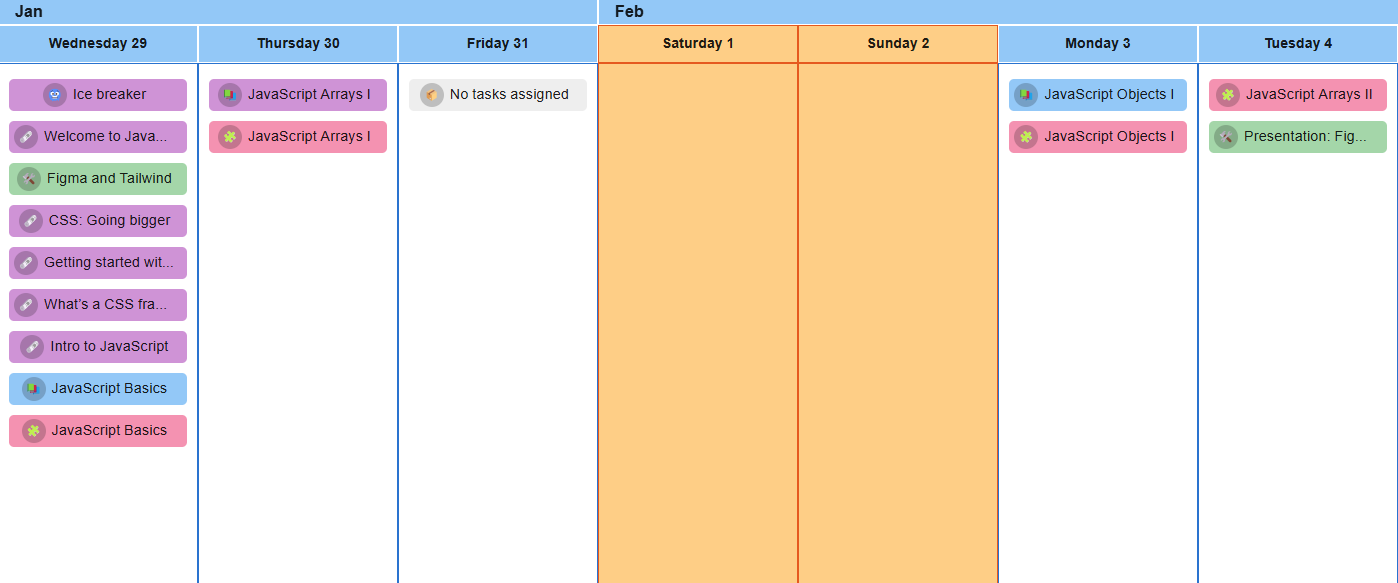 Jan Feb
Wednesday 29 Thursday 30 Friday 31 Saturday 1 Sunday 2 Monday 3 Tuesday 4
Ice breaker
Welcome to Java...
Figma and Tailwind
CSS: Going bigger
Getting started wit...
What's a CSS fra...
Intro to JavaScript
JavaScript Basics
JavaScript Basics
JavaScript Arrays I
JavaScript Arrays I
No tasks assigned
JavaScript Objects I
JavaScript Objects I
JavaScript Arrays II
Presentation: Fig...